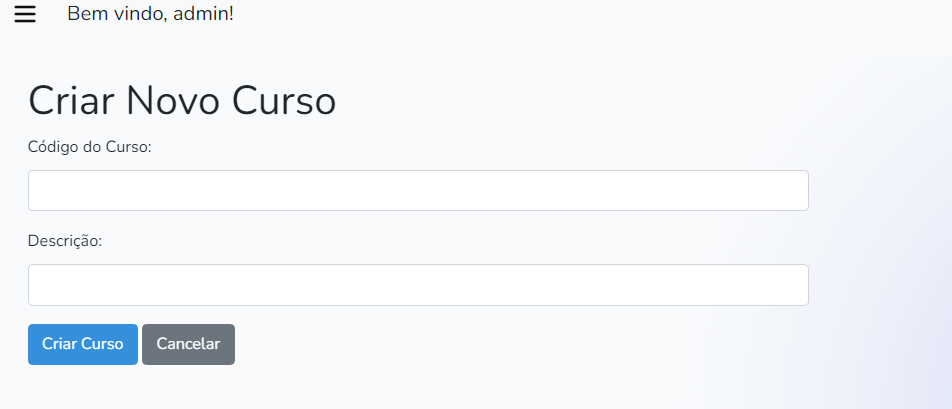 Bem vindo, admin!
Criar Novo Curso
Código do Curso:
Descrição:
Criar Curso Cancelar